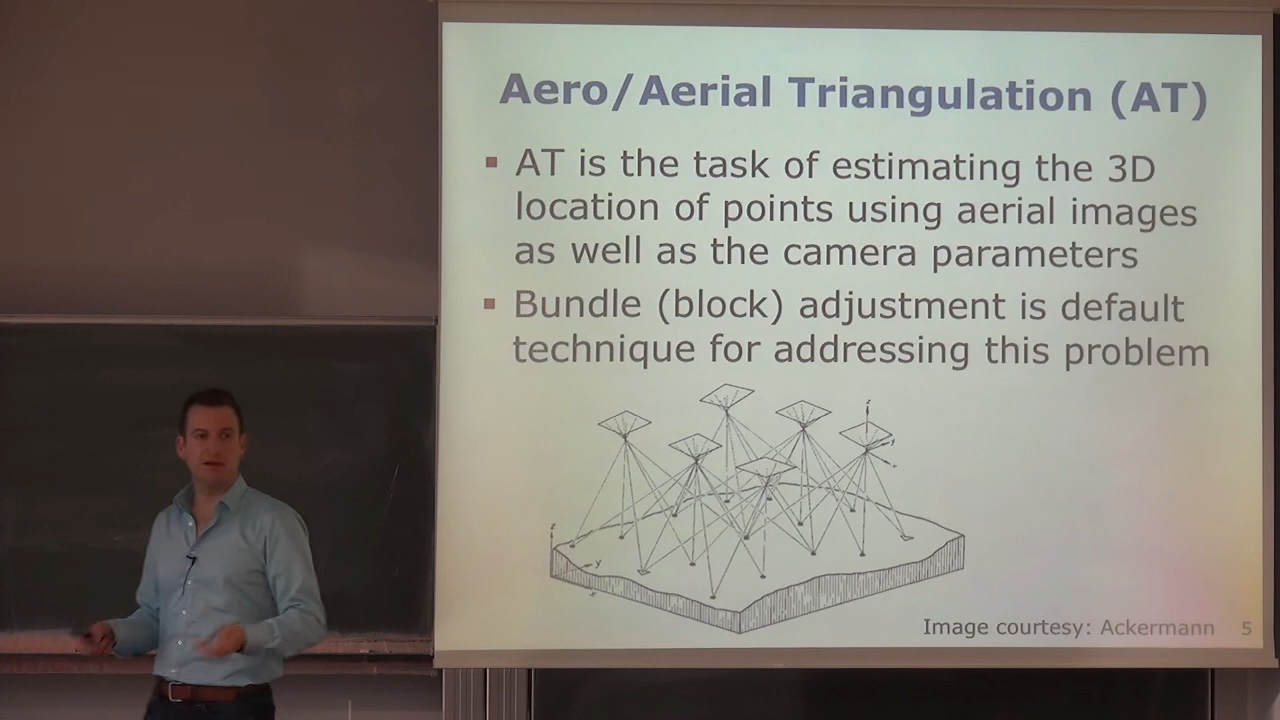 Aero/Aerial Triangulation (AT)
▪ AT is the task of estimating the 3D
location of points using aerial images
as well as the camera parameters
▪ Bundle (block) adjustment is default
technique for addressing this problem
z
y
x
z
y
x
Image courtesy: Ackermann 5